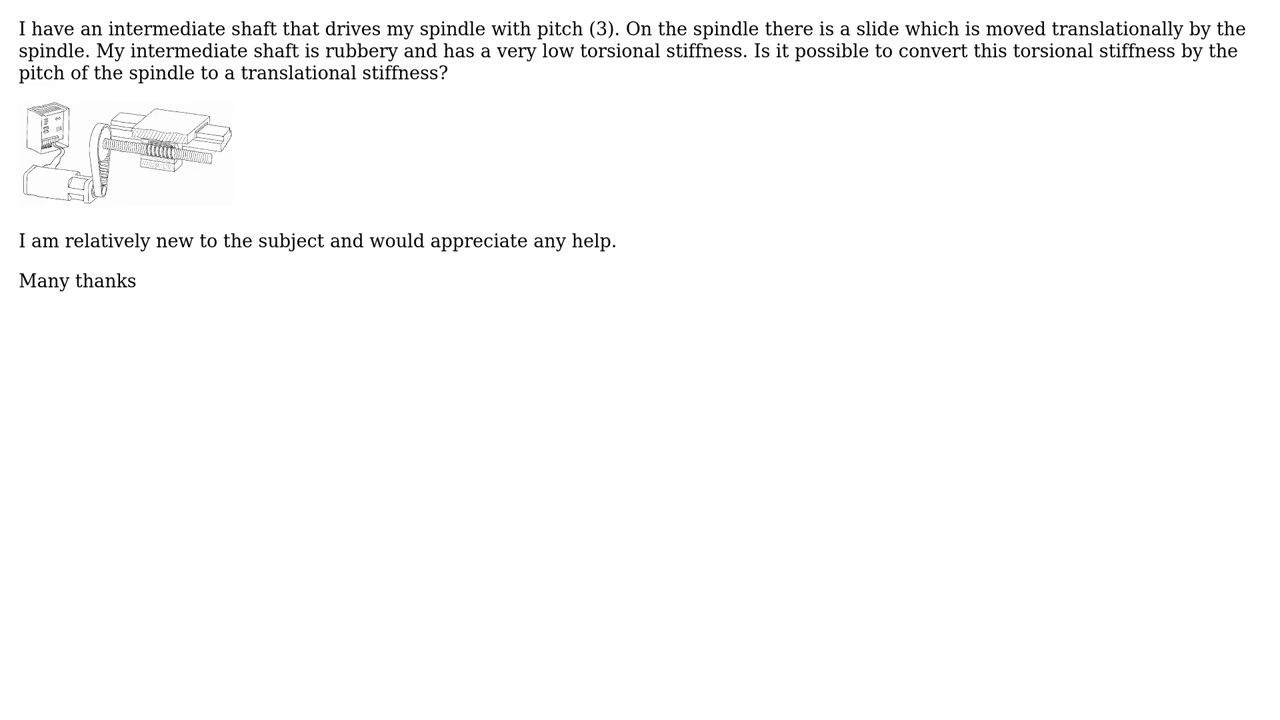 I have an intermediate shaft that drives my spindle with pitch (3). On the spindle there is a slide which is moved translationally by the
spindle. My intermediate shaft is rubbery and has a very low torsional stiffness. Is it possible to convert this torsional stiffness by the
pitch of the spindle to a translational stiffness?
I am relatively new to the subject and would appreciate any help.
Many thanks